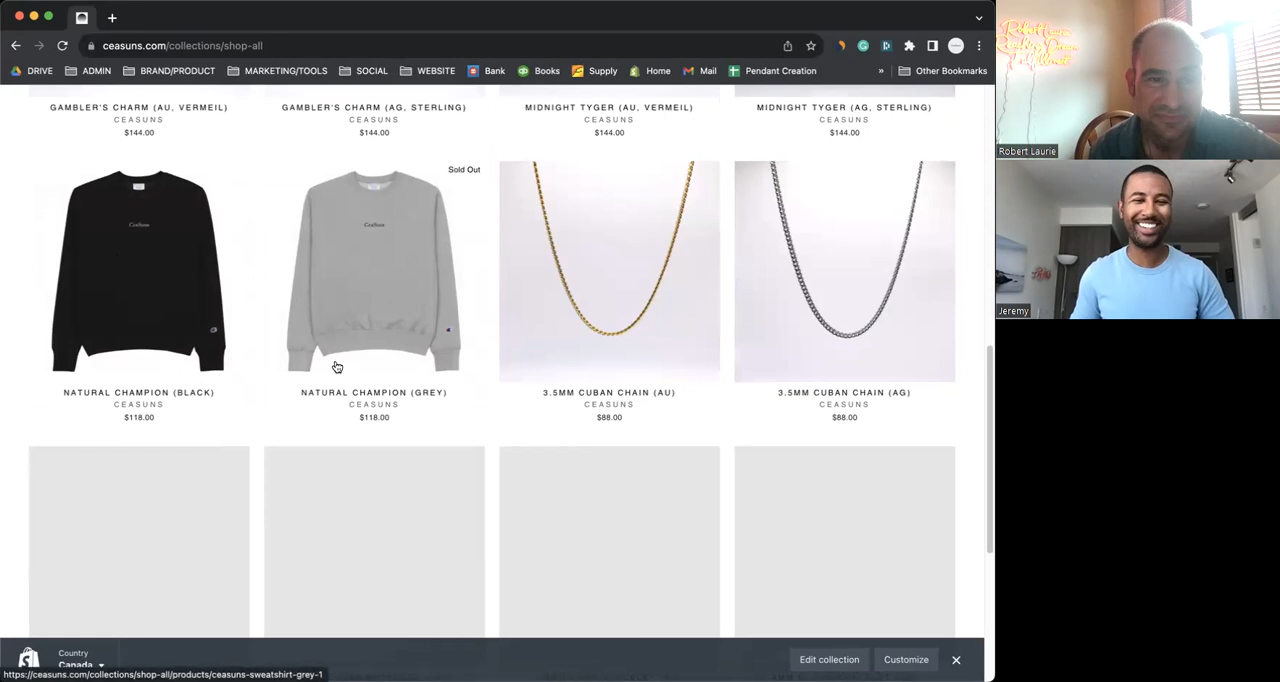 ceasuns.com/collections/shop-all
DRIVE ADMIN BRAND/PRODUCT MARKETING/TOOLS SOCIAL WEBSITE Bank Books Supply Home Mail Pendant Creation » Other Bookmarks
GAMBLER'S CHARM (AU, VERMEIL)
CEASUNS
$144.00
GAMBLER'S CHARM (AG, STERLING)
CEASUNS
$144.00
MIDNIGHT TYGER (AU, VERMEIL)
CEASUNS
$144.00
MIDNIGHT TYGER (AG, STERLING)
CEASUNS
$144.00
NATURAL CHAMPION (BLACK)
CEASUNS
$118.00
Sold Out
NATURAL CHAMPION (GREY)
CEASUNS
$118.00
3.5MM CUBAN CHAIN (AU)
CEASUNS
$88.00
3.5MM CUBAN CHAIN (AG)
CEASUNS
$88.00
Country
Canada
Edit collection
Customize
https://ceasuns.com/collections/shop-all/products/ceasuns-sweatshirt-grey-1
Robert Laurie
Jeremy